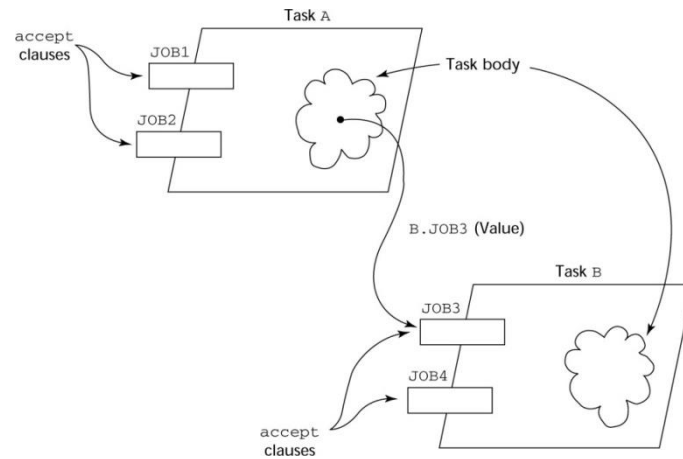 Task A
accept
clauses
JOB1
Task body
JOB2
B.JOB3 (Value)
Task B
JOB3
JOB4
accept
clauses